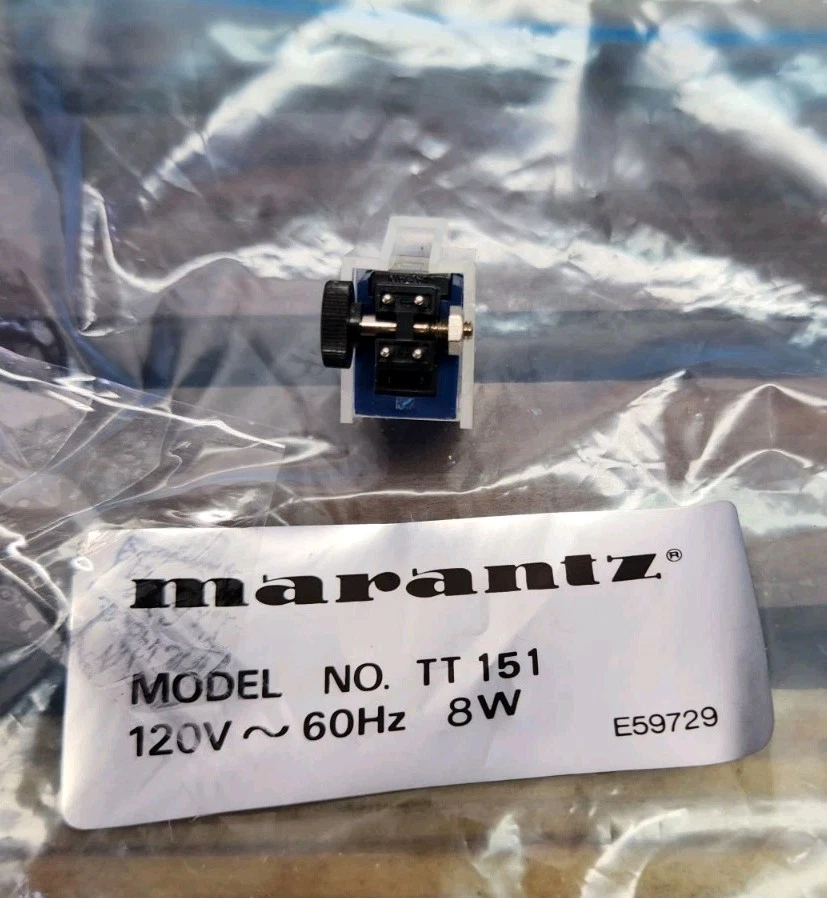 marantz®
MODEL NO. TT 151
120V ~ 60Hz 8W
E59729